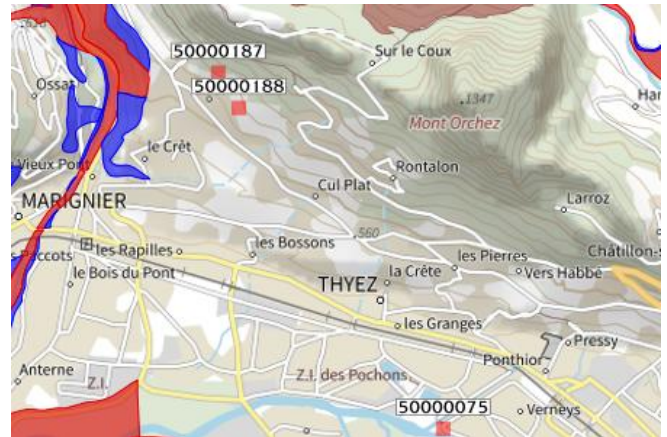 50000187
Sur le Coux
Ossat
50000188
1347
Mont Orchez
le Crêt
Vieux Pont
Rontalon
Cul Plat
Larroz
MARIGNIER
560
les Rapilles
les Bossons
les Pierres
Châtillon-s
Paccots
le Bois du Pont
la Crête
Vers Habbé
THYEZ
les Granges
Pressy
Ponthior
Anterne
Z.I.
Z.I. des Pochons
50000075
Verneys